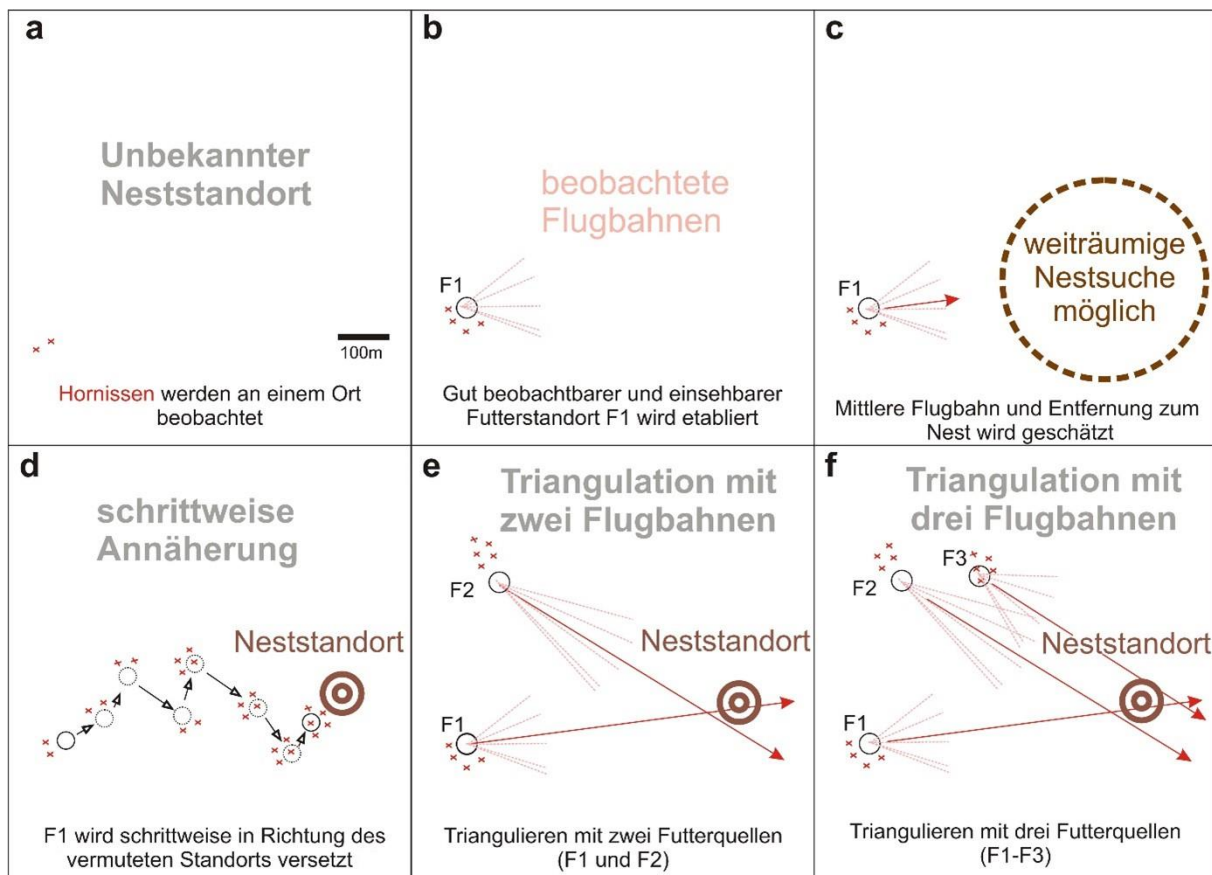 a
Unbekannter
Neststandort
100m
Hornissen werden an einem Ort
beobachtet
b
beobachtete
Flugbahnen
F1
Gut beobachtbarer und einsehbarer
Futterstandort F1 wird etabliert
c
weiträumige
Nestsuche
möglich
F1
Mittlere Flugbahn und Entfernung zum
Nest wird geschätzt
d
schrittweise
Annäherung
Neststandort
F1 wird schrittweise in Richtung des
vermuteten Standorts versetzt
e
Triangulation mit
zwei Flugbahnen
F2
Neststandort
F1
Triangulieren mit zwei Futterquellen
(F1 und F2)
f
Triangulation mit
drei Flugbahnen
F3
F2
Neststandort
F1
Triangulieren mit drei Futterquellen
(F1-F3)